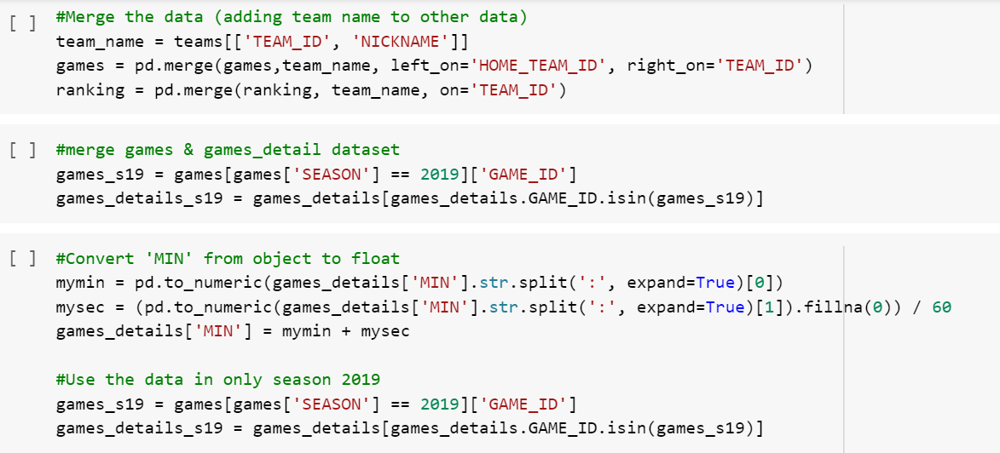 [ ] #Merge the data (adding team name to other data)
team_name = teams[['TEAM_ID', 'NICKNAME']]
games = pd.merge(games,team_name, left_on='HOME_TEAM_ID', right_on='TEAM_ID')
ranking = pd.merge(ranking, team_name, on='TEAM_ID')
[ ] #merge games & games_detail dataset
games_s19 = games[games['SEASON'] == 2019]['GAME_ID']
games_details_s19 = games_details[games_details.GAME_ID.isin(games_s19)]
[ ] #Convert 'MIN' from object to float
mymin = pd.to_numeric(games_details['MIN'].str.split(':', expand=True)[0])
mysec = (pd.to_numeric(games_details['MIN'].str.split(':', expand=True)[1]).fillna(0)) / 60
games_details['MIN'] = mymin + mysec
#Use the data in only season 2019
games_s19 = games[games['SEASON'] == 2019]['GAME_ID']
games_details_s19 = games_details[games_details.GAME_ID.isin(games_s19)]